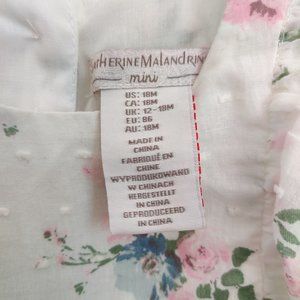 CATHERINE MALANDRINO
mini
US: 18M
CA: 18M
UK: 12-18M
EU: 86
AU: 18M
MADE IN
CHINA
FABRIQUÉ EN
CHINE
WYPRODUKOWANO
W CHINACH
HERGESTELLT
IN CHINA
GEPRODUCEERD
IN CHINA